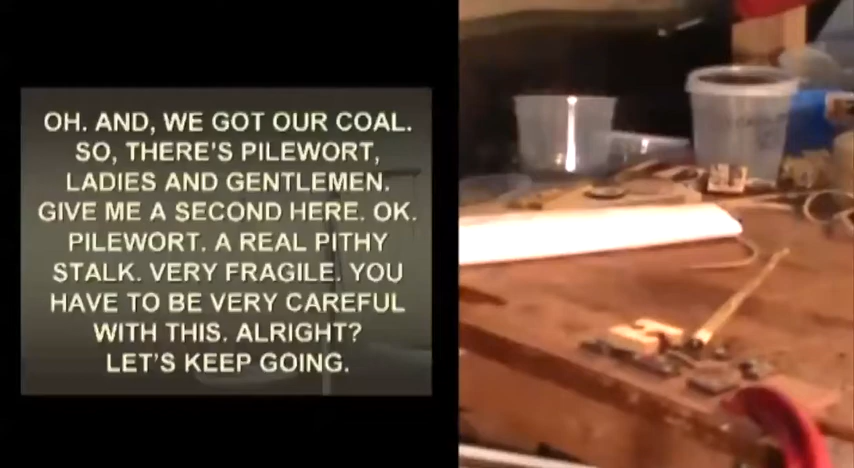 OH. AND, WE GOT OUR COAL.
SO, THERE'S PILEWORT,
LADIES AND GENTLEMEN.
GIVE ME A SECOND HERE. OK.
PILEWORT. A REAL PITHY
STALK. VERY FRAGILE. YOU
HAVE TO BE VERY CAREFUL
WITH THIS. ALRIGHT?
LET'S KEEP GOING.